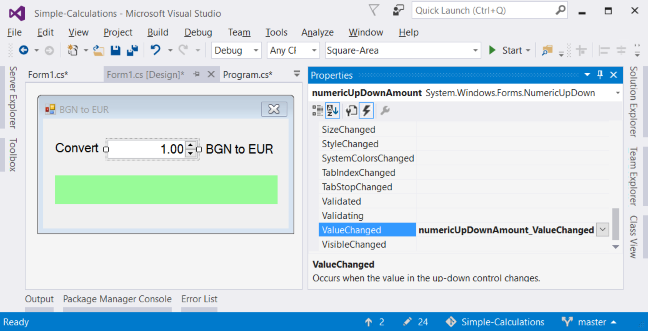 Simple-Calculations - Microsoft Visual Studio
Quick Launch (Ctrl+Q)
File Edit View Project Build Debug Team Tools Analyze Window Help
Debug Any CP Square-Area Start
Form1.cs* Form1.cs [Design]* Program.cs*
Server Explorer
Toolbox
BGN to EUR
Convert 1.00 BGN to EUR
Properties
numericUpDownAmount System.Windows.Forms.NumericUpDown
SizeChanged
StyleChanged
SystemColorsChanged
TabIndexChanged
TabStopChanged
Validated
Validating
ValueChanged numericUpDownAmount_ValueChanged
VisibleChanged
ValueChanged
Occurs when the value in the up-down control changes.
Solution Explorer
Team Explorer
Class View
Output Package Manager Console Error List
Ready 2 24 Simple-Calculations master